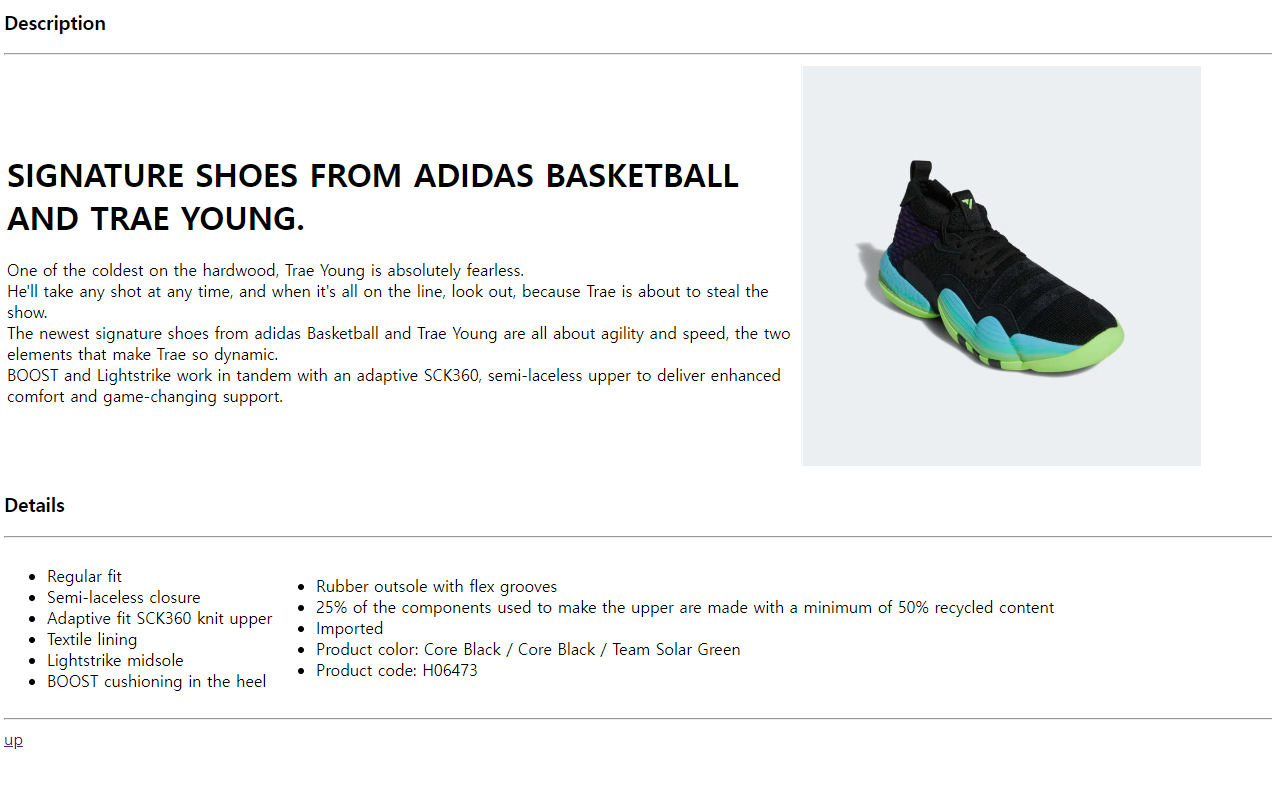 Description
SIGNATURE SHOES FROM ADIDAS BASKETBALL
AND TRAE YOUNG.
One of the coldest on the hardwood, Trae Young is absolutely fearless.
He'll take any shot at any time, and when it's all on the line, look out, because Trae is about to steal the
show.
The newest signature shoes from adidas Basketball and Trae Young are all about agility and speed, the two
elements that make Trae so dynamic.
BOOST and Lightstrike work in tandem with an adaptive SCK360, semi-laceless upper to deliver enhanced
comfort and game-changing support.
Details
Regular fit
Semi-laceless closure
Adaptive fit SCK360 knit upper
Textile lining
Lightstrike midsole
BOOST cushioning in the heel
Rubber outsole with flex grooves
25% of the components used to make the upper are made with a minimum of 50% recycled content
Imported
Product color: Core Black / Core Black / Team Solar Green
Product code: H06473
up